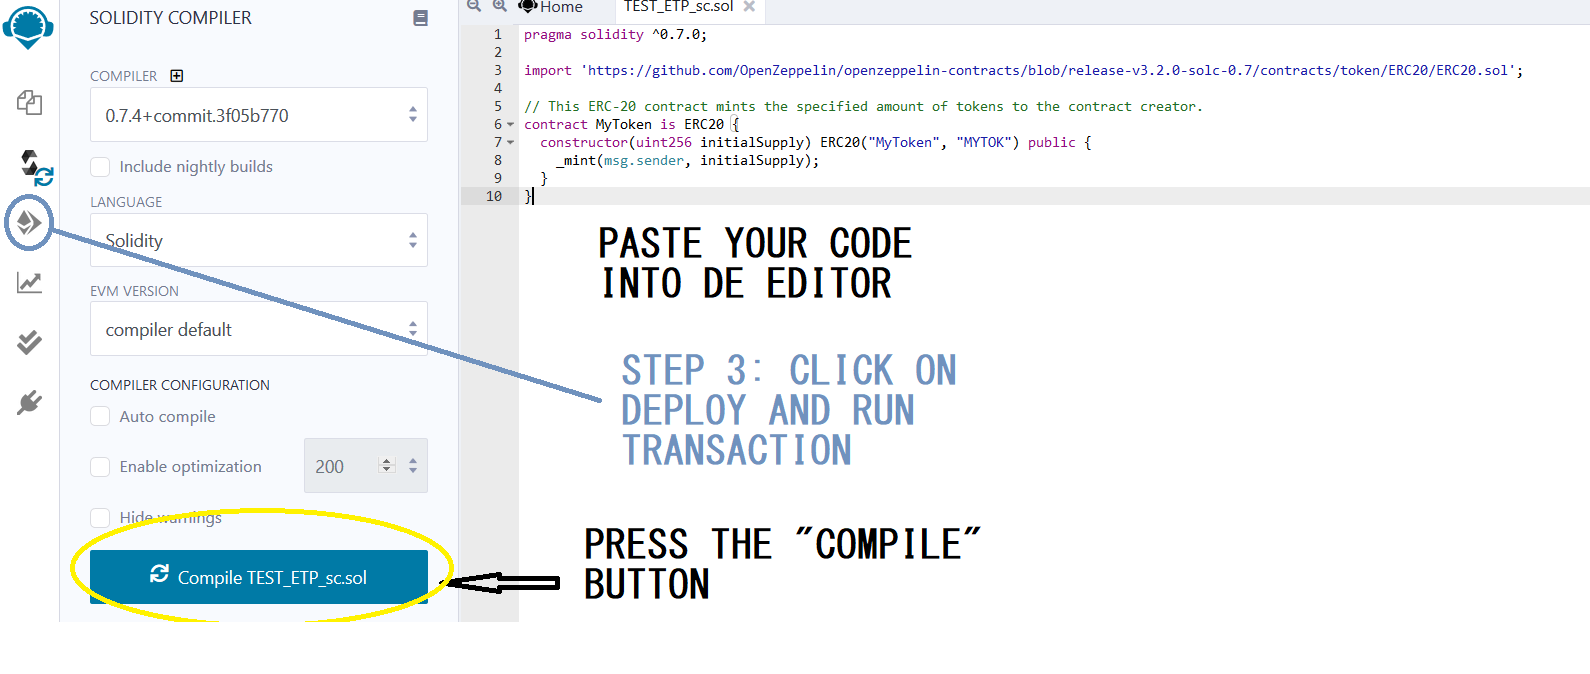 SOLIDITY COMPILER
COMPILER
0.7.4+commit.3f05b770
Include nightly builds
LANGUAGE
Solidity
EVM VERSION
compiler default
COMPILER CONFIGURATION
Auto compile
Enable optimization
200
Hide warnings
Compile TEST_ETP_sc.sol
Home
TEST_ETP_sc.sol
1 pragma solidity ^0.7.0;
2
3 import 'https://github.com/OpenZeppelin/openzeppelin-contracts/blob/release-v3.2.0-solc-0.7/contracts/token/ERC20/ERC20.sol';
4
5 // This ERC-20 contract mints the specified amount of tokens to the contract creator.
6 contract MyToken is ERC20 {
7 constructor(uint256 initialSupply) ERC20("MyToken", "MYTOK") public {
8 _mint(msg.sender, initialSupply);
9 }
10 }
PASTE YOUR CODE
INTO DE EDITOR
STEP 3: CLICK ON
DEPLOY AND RUN
TRANSACTION
PRESS THE "COMPILE"
BUTTON